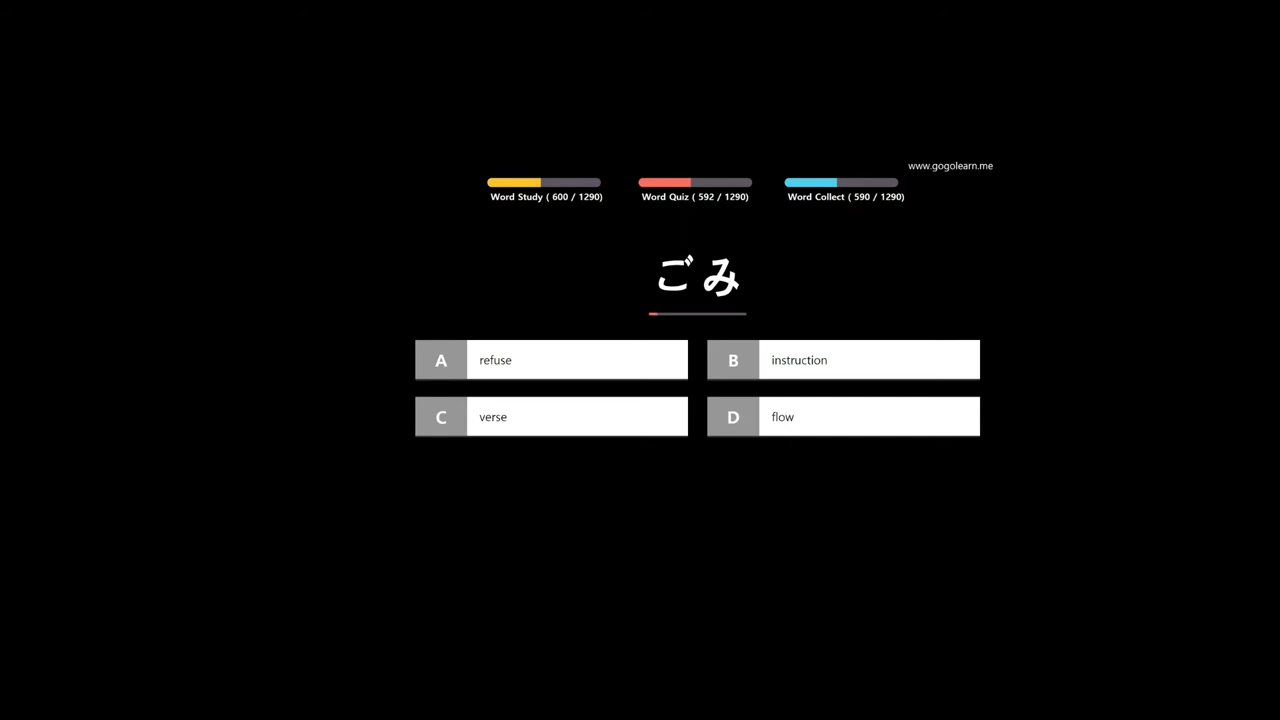 www.gogolearn.me
Word Study ( 600 / 1290)
Word Quiz ( 592 / 1290)
Word Collect ( 590 / 1290)
ごみ
A refuse
B instruction
C verse
D flow